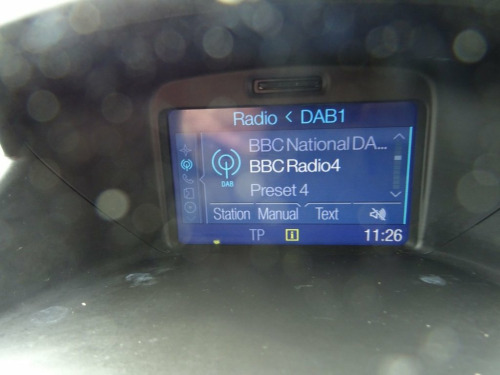 Radio < DAB1
BBC National DA...
BBC Radio4
DAB
Preset 4
Station Manual Text
TP i 11:26